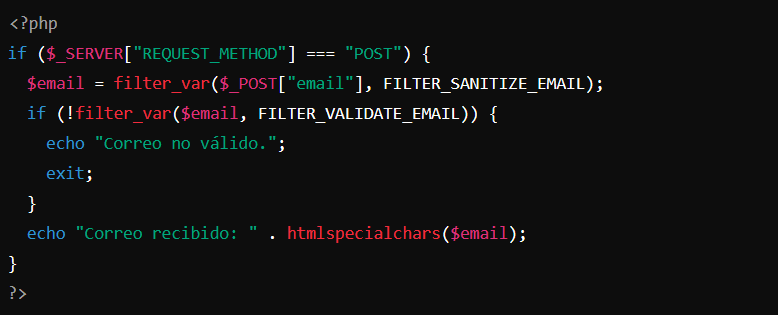 <?php
if ($_SERVER["REQUEST_METHOD"] === "POST") {
  $email = filter_var($_POST["email"], FILTER_SANITIZE_EMAIL);
  if (!filter_var($email, FILTER_VALIDATE_EMAIL)) {
    echo "Correo no válido.";
    exit;
  }
  echo "Correo recibido: " . htmlspecialchars($email);
}
?>